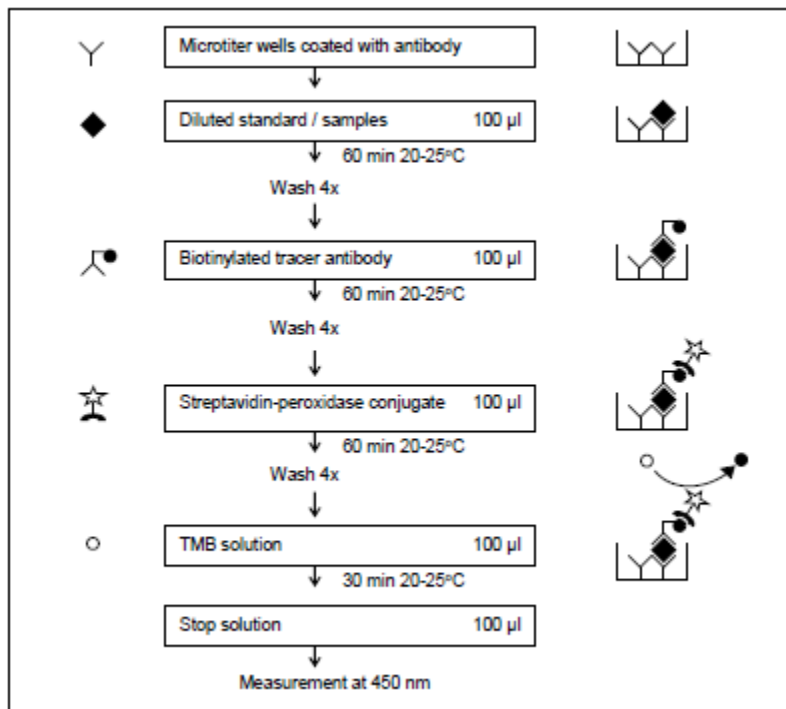 Microtiter wells coated with antibody
Diluted standard / samples 100 µl
60 min 20-25°C
Wash 4x
Biotinylated tracer antibody 100 µl
60 min 20-25°C
Wash 4x
Streptavidin-peroxidase conjugate 100 µl
60 min 20-25°C
Wash 4x
TMB solution 100 µl
30 min 20-25°C
Stop solution 100 µl
Measurement at 450 nm